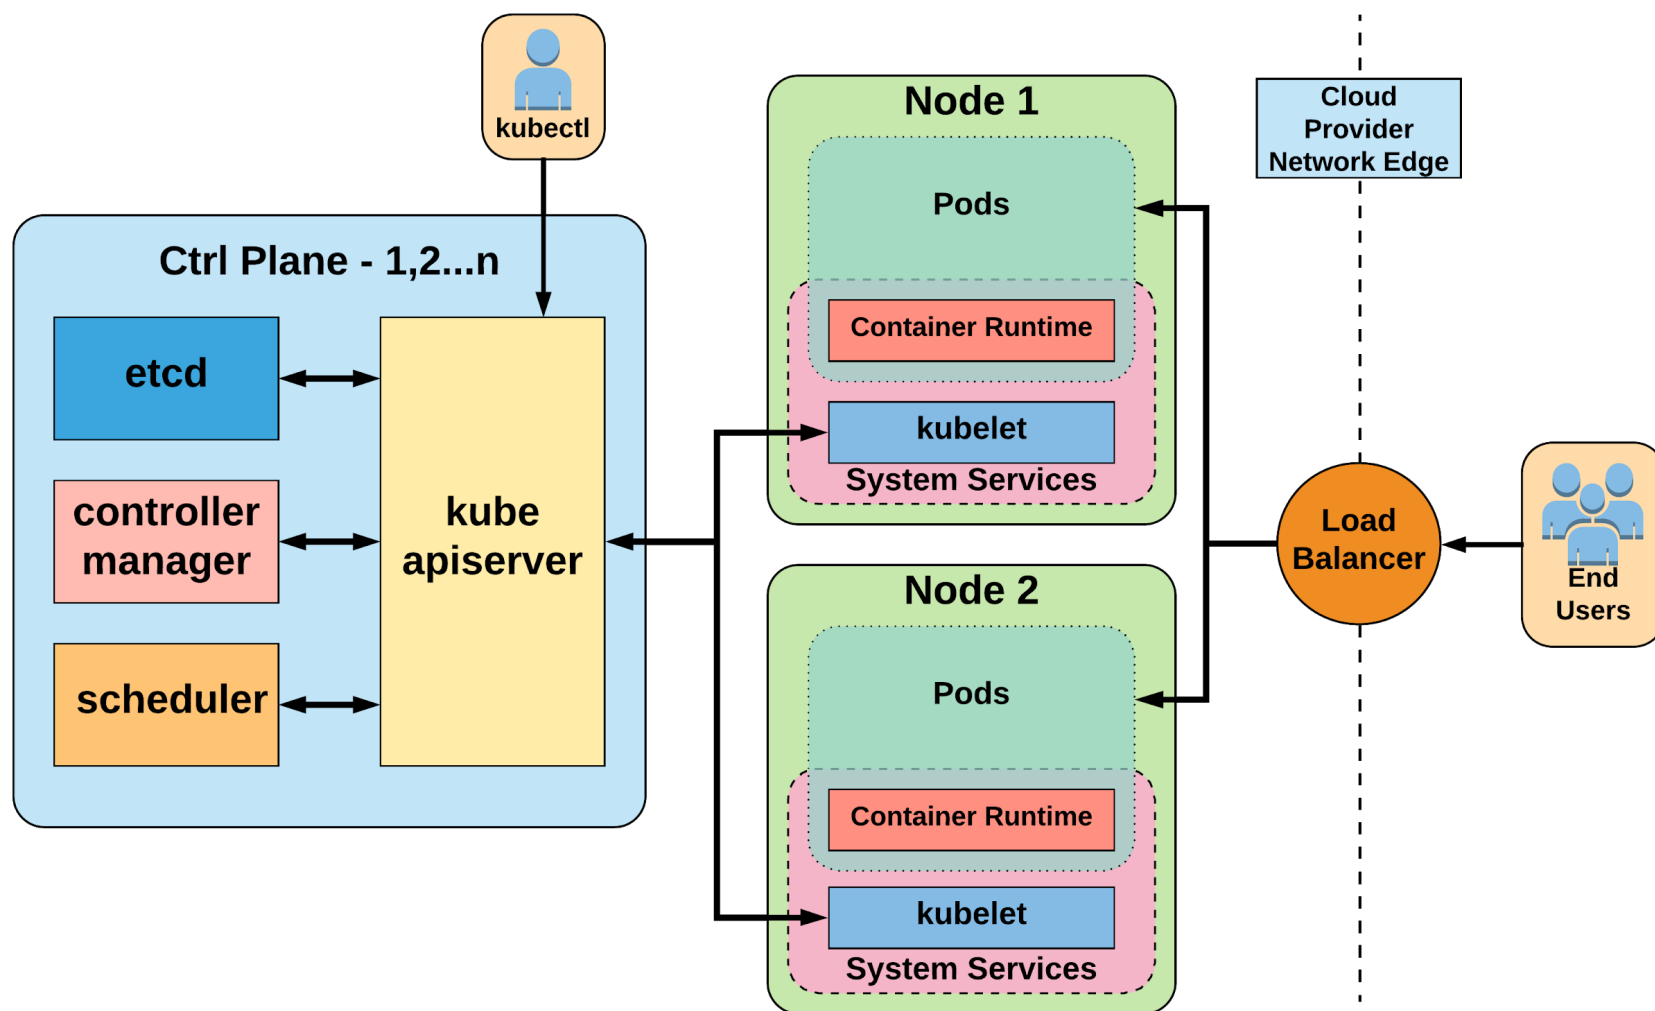 kubectl
Ctrl Plane - 1,2...n
etcd
controller
manager
scheduler
kube
apiserver
Node 1
Pods
Container Runtime
kubelet
System Services
Node 2
Pods
Container Runtime
kubelet
System Services
Cloud
Provider
Network Edge
Load
Balancer
End
Users